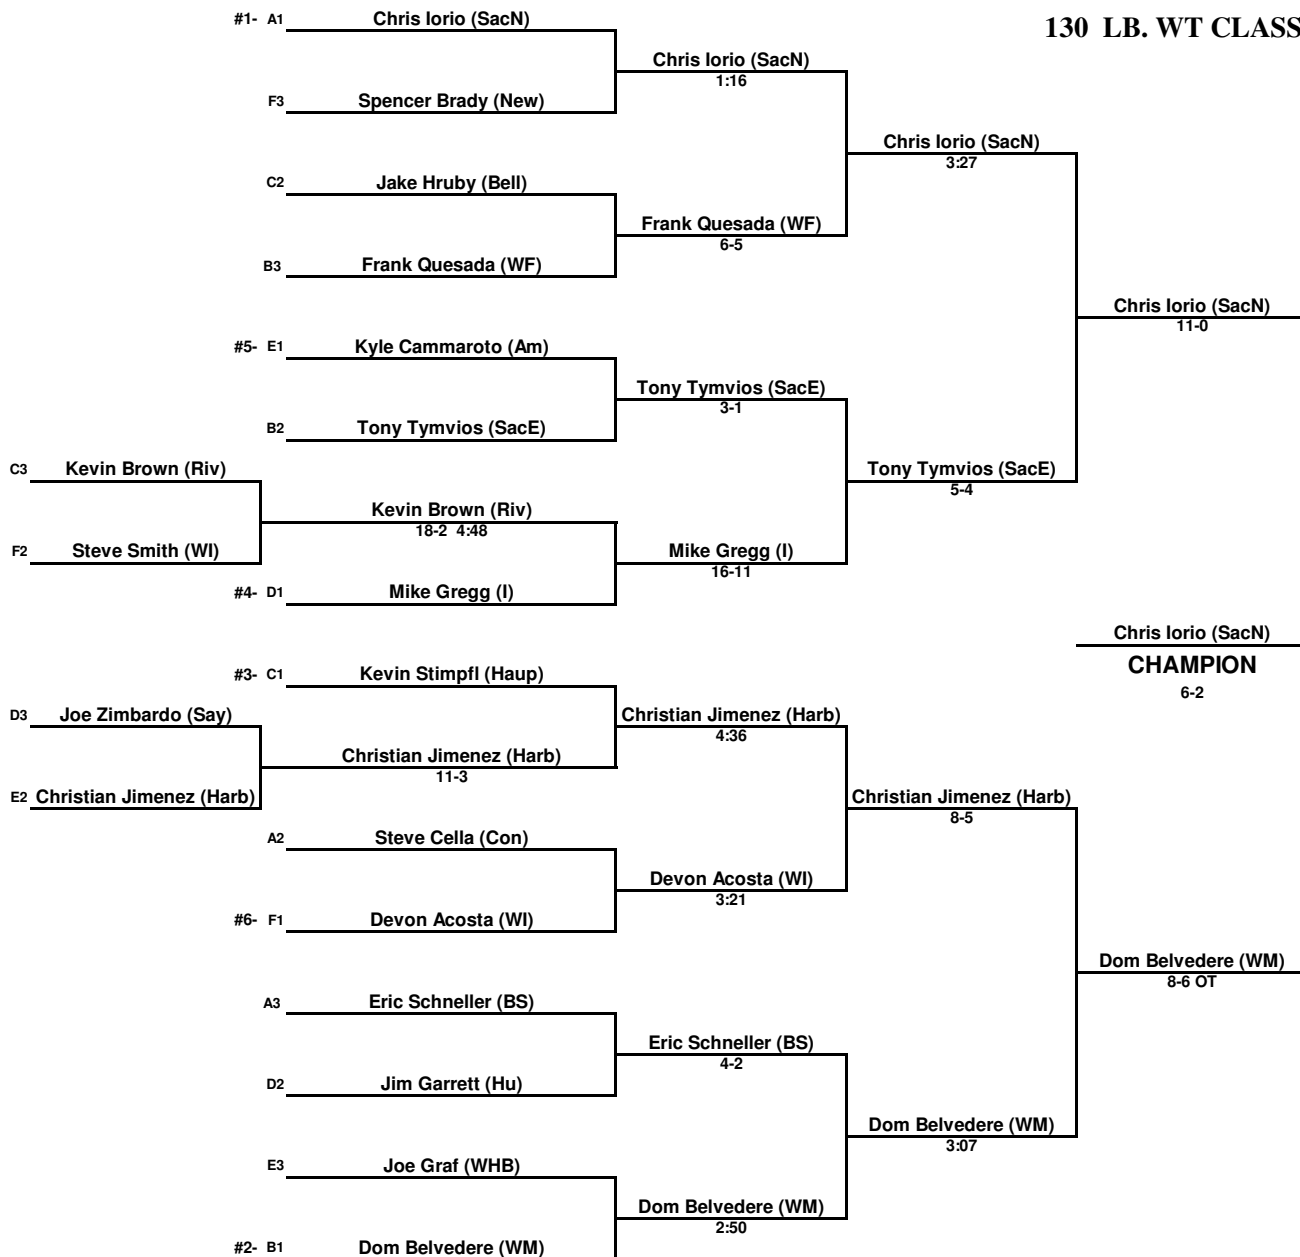 130 LB. WT CLASS
#1- A1 Chris Iorio (SacN)
Chris Iorio (SacN)
1:16
F3 Spencer Brady (New)
Chris Iorio (SacN)
3:27
C2 Jake Hruby (Bell)
Frank Quesada (WF)
6-5
B3 Frank Quesada (WF)
Chris Iorio (SacN)
11-0
#5- E1 Kyle Cammaroto (Am)
Tony Tymvios (SacE)
3-1
B2 Tony Tymvios (SacE)
C3 Kevin Brown (Riv)
Tony Tymvios (SacE)
5-4
Kevin Brown (Riv)
18-2 4:48
F2 Steve Smith (WI)
Mike Gregg (I)
16-11
#4- D1 Mike Gregg (I)
Chris Iorio (SacN)
CHAMPION
6-2
#3- C1 Kevin Stimpfl (Haup)
D3 Joe Zimbardo (Say)
Christian Jimenez (Harb)
4:36
Christian Jimenez (Harb)
11-3
E2 Christian Jimenez (Harb)
Christian Jimenez (Harb)
8-5
A2 Steve Cella (Con)
Devon Acosta (WI)
3:21
#6- F1 Devon Acosta (WI)
Dom Belvedere (WM)
8-6 OT
A3 Eric Schneller (BS)
Eric Schneller (BS)
4-2
D2 Jim Garrett (Hu)
Dom Belvedere (WM)
3:07
E3 Joe Graf (WHB)
Dom Belvedere (WM)
2:50
#2- B1 Dom Belvedere (WM)